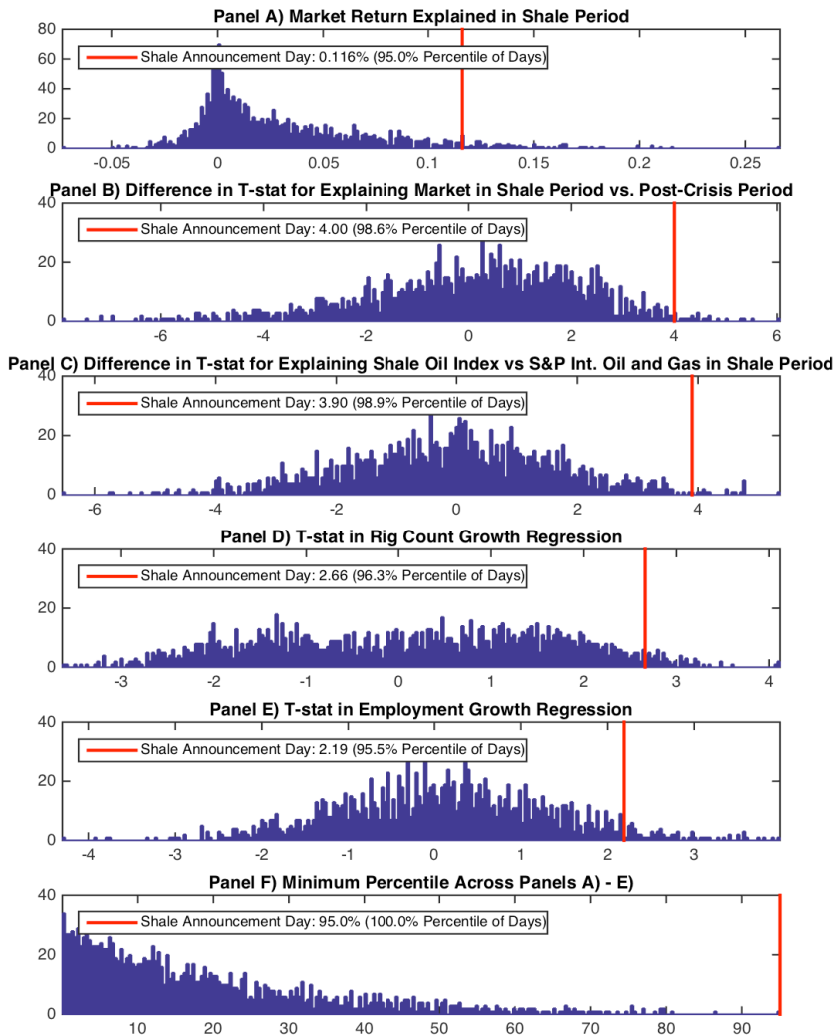 Panel A) Market Return Explained in Shale Period
80
60
40
20
0
Shale Announcement Day: 0.116% (95.0% Percentile of Days)
-0.05 0 0.05 0.1 0.15 0.2 0.25
Panel B) Difference in T-stat for Explaining Market in Shale Period vs. Post-Crisis Period
40
20
0
Shale Announcement Day: 4.00 (98.6% Percentile of Days)
-6 -4 -2 0 2 4 6
Panel C) Difference in T-stat for Explaining Shale Oil Index vs S&P Int. Oil and Gas in Shale Period
40
20
0
Shale Announcement Day: 3.90 (98.9% Percentile of Days)
-6 -4 -2 0 2 4
Panel D) T-stat in Rig Count Growth Regression
40
20
0
Shale Announcement Day: 2.66 (96.3% Percentile of Days)
-3 -2 -1 0 1 2 3 4
Panel E) T-stat in Employment Growth Regression
40
20
0
Shale Announcement Day: 2.19 (95.5% Percentile of Days)
-4 -3 -2 -1 0 1 2 3
Panel F) Minimum Percentile Across Panels A) - E)
40
20
0
Shale Announcement Day: 95.0% (100.0% Percentile of Days)
10 20 30 40 50 60 70 80 90